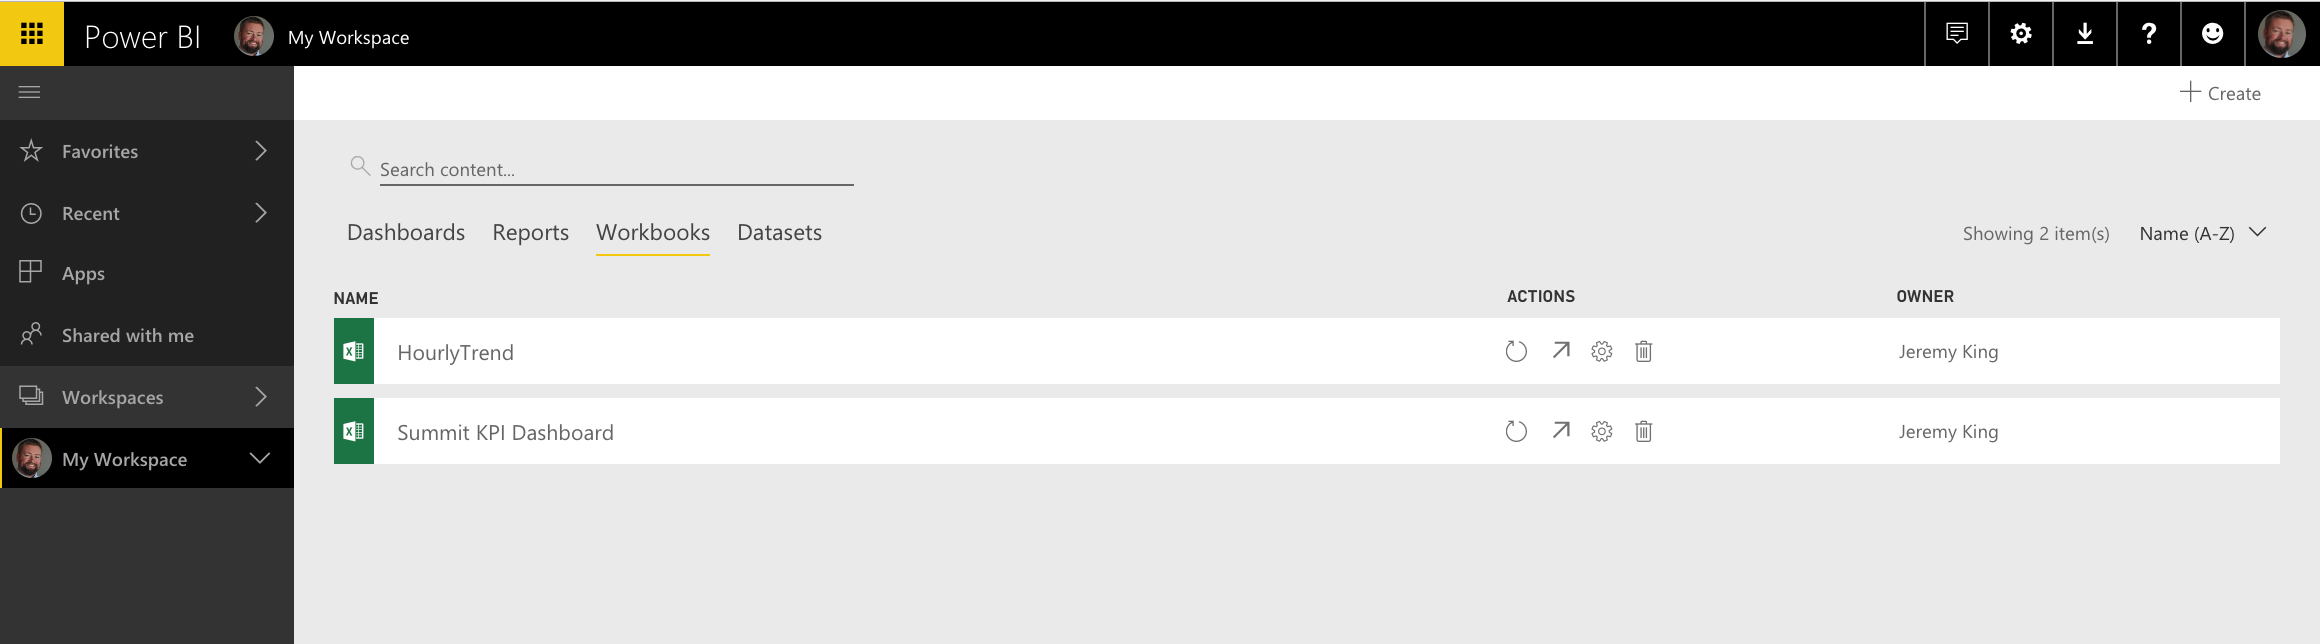 Power BI My Workspace
Create
Favorites
Recent
Apps
Shared with me
Workspaces
My Workspace
Search content...
Dashboards Reports Workbooks Datasets Showing 2 item(s) Name (A-Z)
NAME ACTIONS OWNER
HourlyTrend Jeremy King
Summit KPI Dashboard Jeremy King